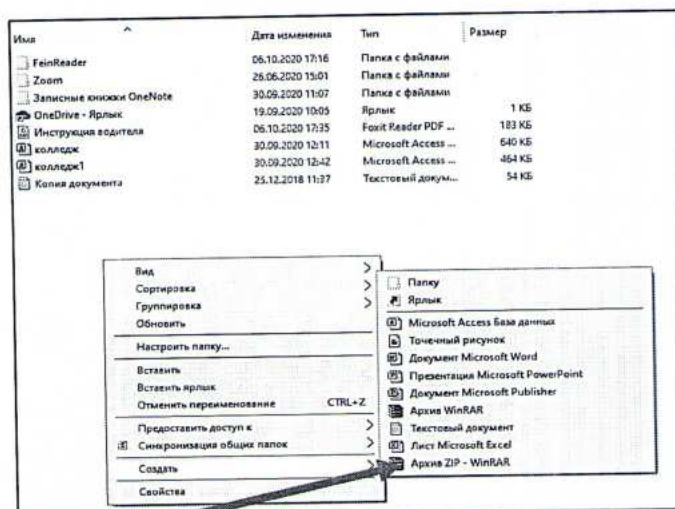 Имя Дата изменения Тип Размер
FeinReader 06.10.2020 17:16 Папка с файлами
Zoom 26.06.2020 15:01 Папка с файлами
Записные книжки OneNote 30.09.2020 11:07 Папка с файлами
OneDrive - Ярлык 19.09.2020 10:05 Ярлык 1 КБ
Инструкция водителя 06.10.2020 17:35 Foxit Reader PDF ... 183 КБ
колледж 30.09.2020 12:11 Microsoft Access ... 640 КБ
колледж1 30.09.2020 12:42 Microsoft Access ... 464 КБ
Копия документа 25.12.2018 11:37 Текстовый докум... 54 КБ
Вид
Сортировка
Группировка
Обновить
Настроить папку...
Вставить
Вставить ярлык
Отменить переименование CTRL+Z
Предоставить доступ к
Синхронизация общих папок
Создать
Свойства
Папку
Ярлык
Microsoft Access База данных
Точечный рисунок
Документ Microsoft Word
Презентация Microsoft PowerPoint
Документ Microsoft Publisher
Архив WinRAR
Текстовый документ
Лист Microsoft Excel
Архив ZIP - WinRAR